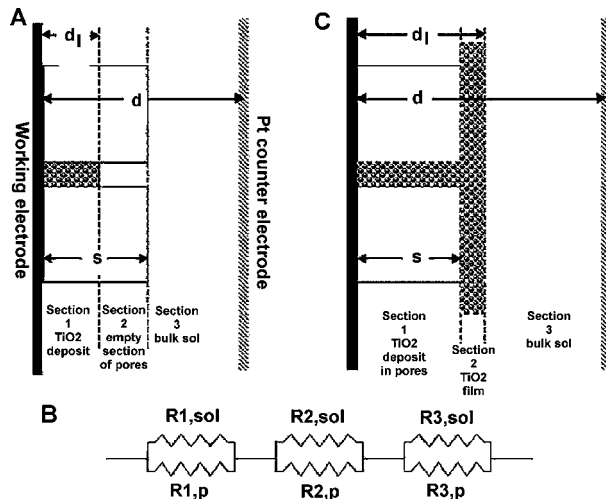 A
d_l
d
s
Working electrode
Pt counter electrode
Section
1
TiO2
deposit
Section
2
empty
section
of pores
Section
3
bulk sol
C
d_l
d
s
Section
1
TiO2
deposit
in pores
Section
2
TiO2
film
Section
3
bulk sol
B
R1,sol
R2,sol
R3,sol
R1,p
R2,p
R3,p